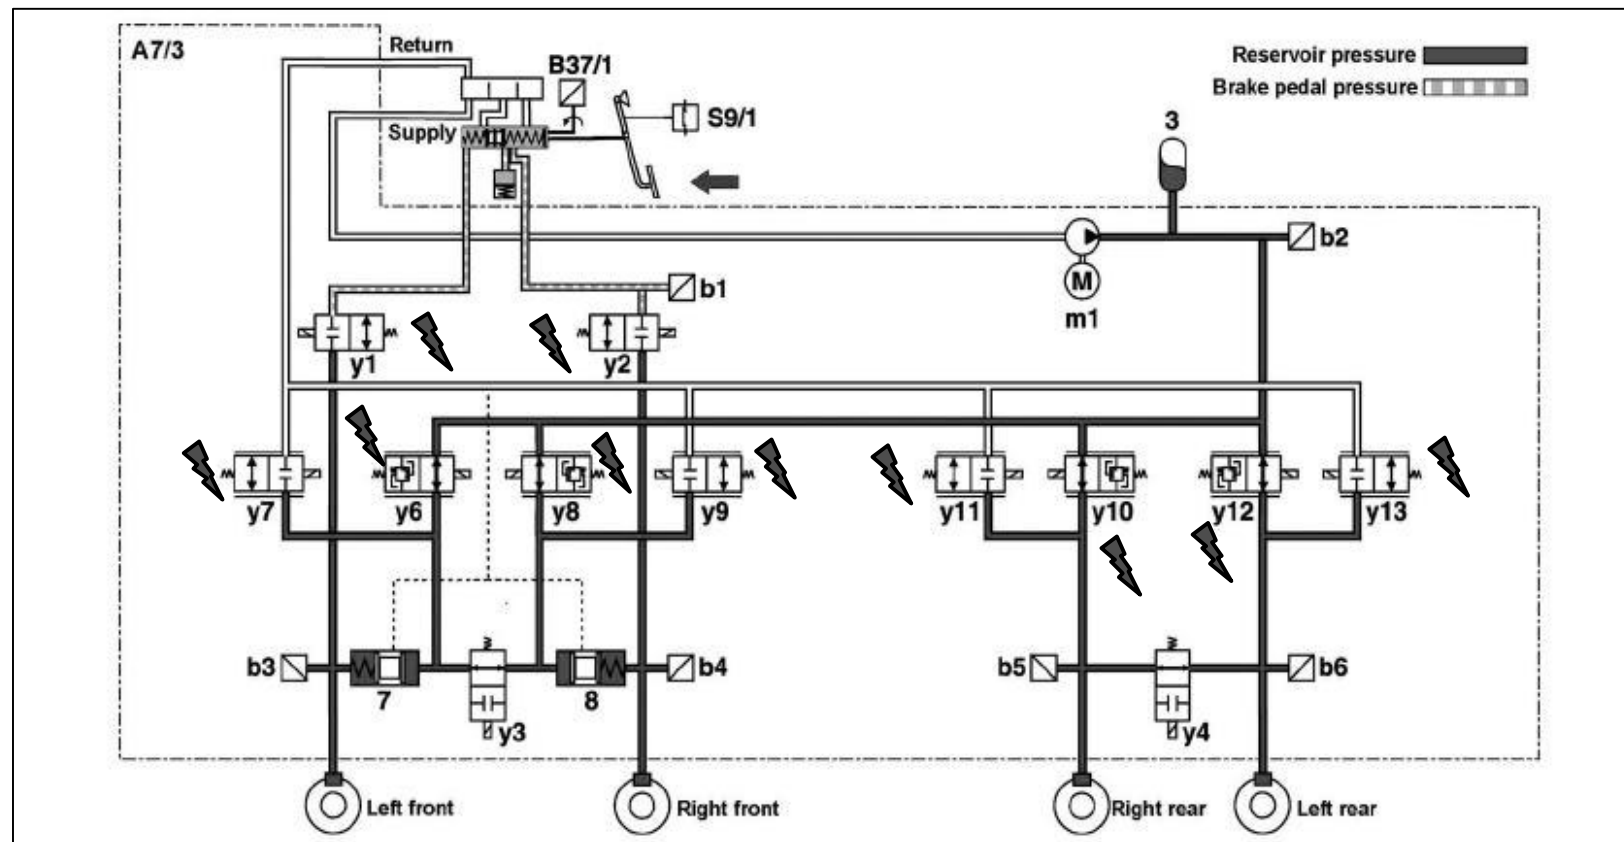 A7/3
Return
B37/1
Reservoir pressure
Brake pedal pressure
Supply
S9/1
3
b2
M
m1
b1
y1
y2
y7
y6
y8
y9
y11
y10
y12
y13
b3
7
y3
8
b4
b5
y4
b6
Left front
Right front
Right rear
Left rear